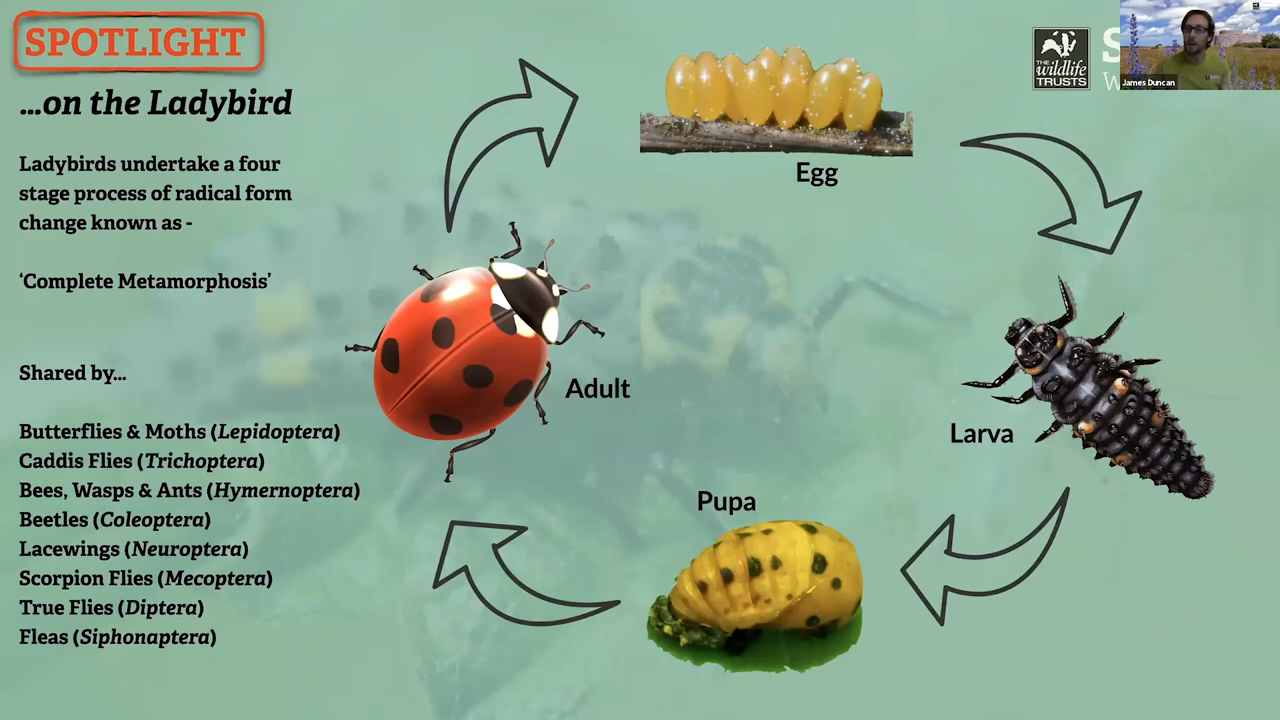 SPOTLIGHT
...on the Ladybird
Ladybirds undertake a four
stage process of radical form
change known as -
‘Complete Metamorphosis’
Shared by...
Butterflies & Moths (Lepidoptera)
Caddis Flies (Trichoptera)
Bees, Wasps & Ants (Hymernoptera)
Beetles (Coleoptera)
Lacewings (Neuroptera)
Scorpion Flies (Mecoptera)
True Flies (Diptera)
Fleas (Siphonaptera)
Egg
Larva
Pupa
Adult
THE
wildlife
TRUSTS
S
W
James Duncan